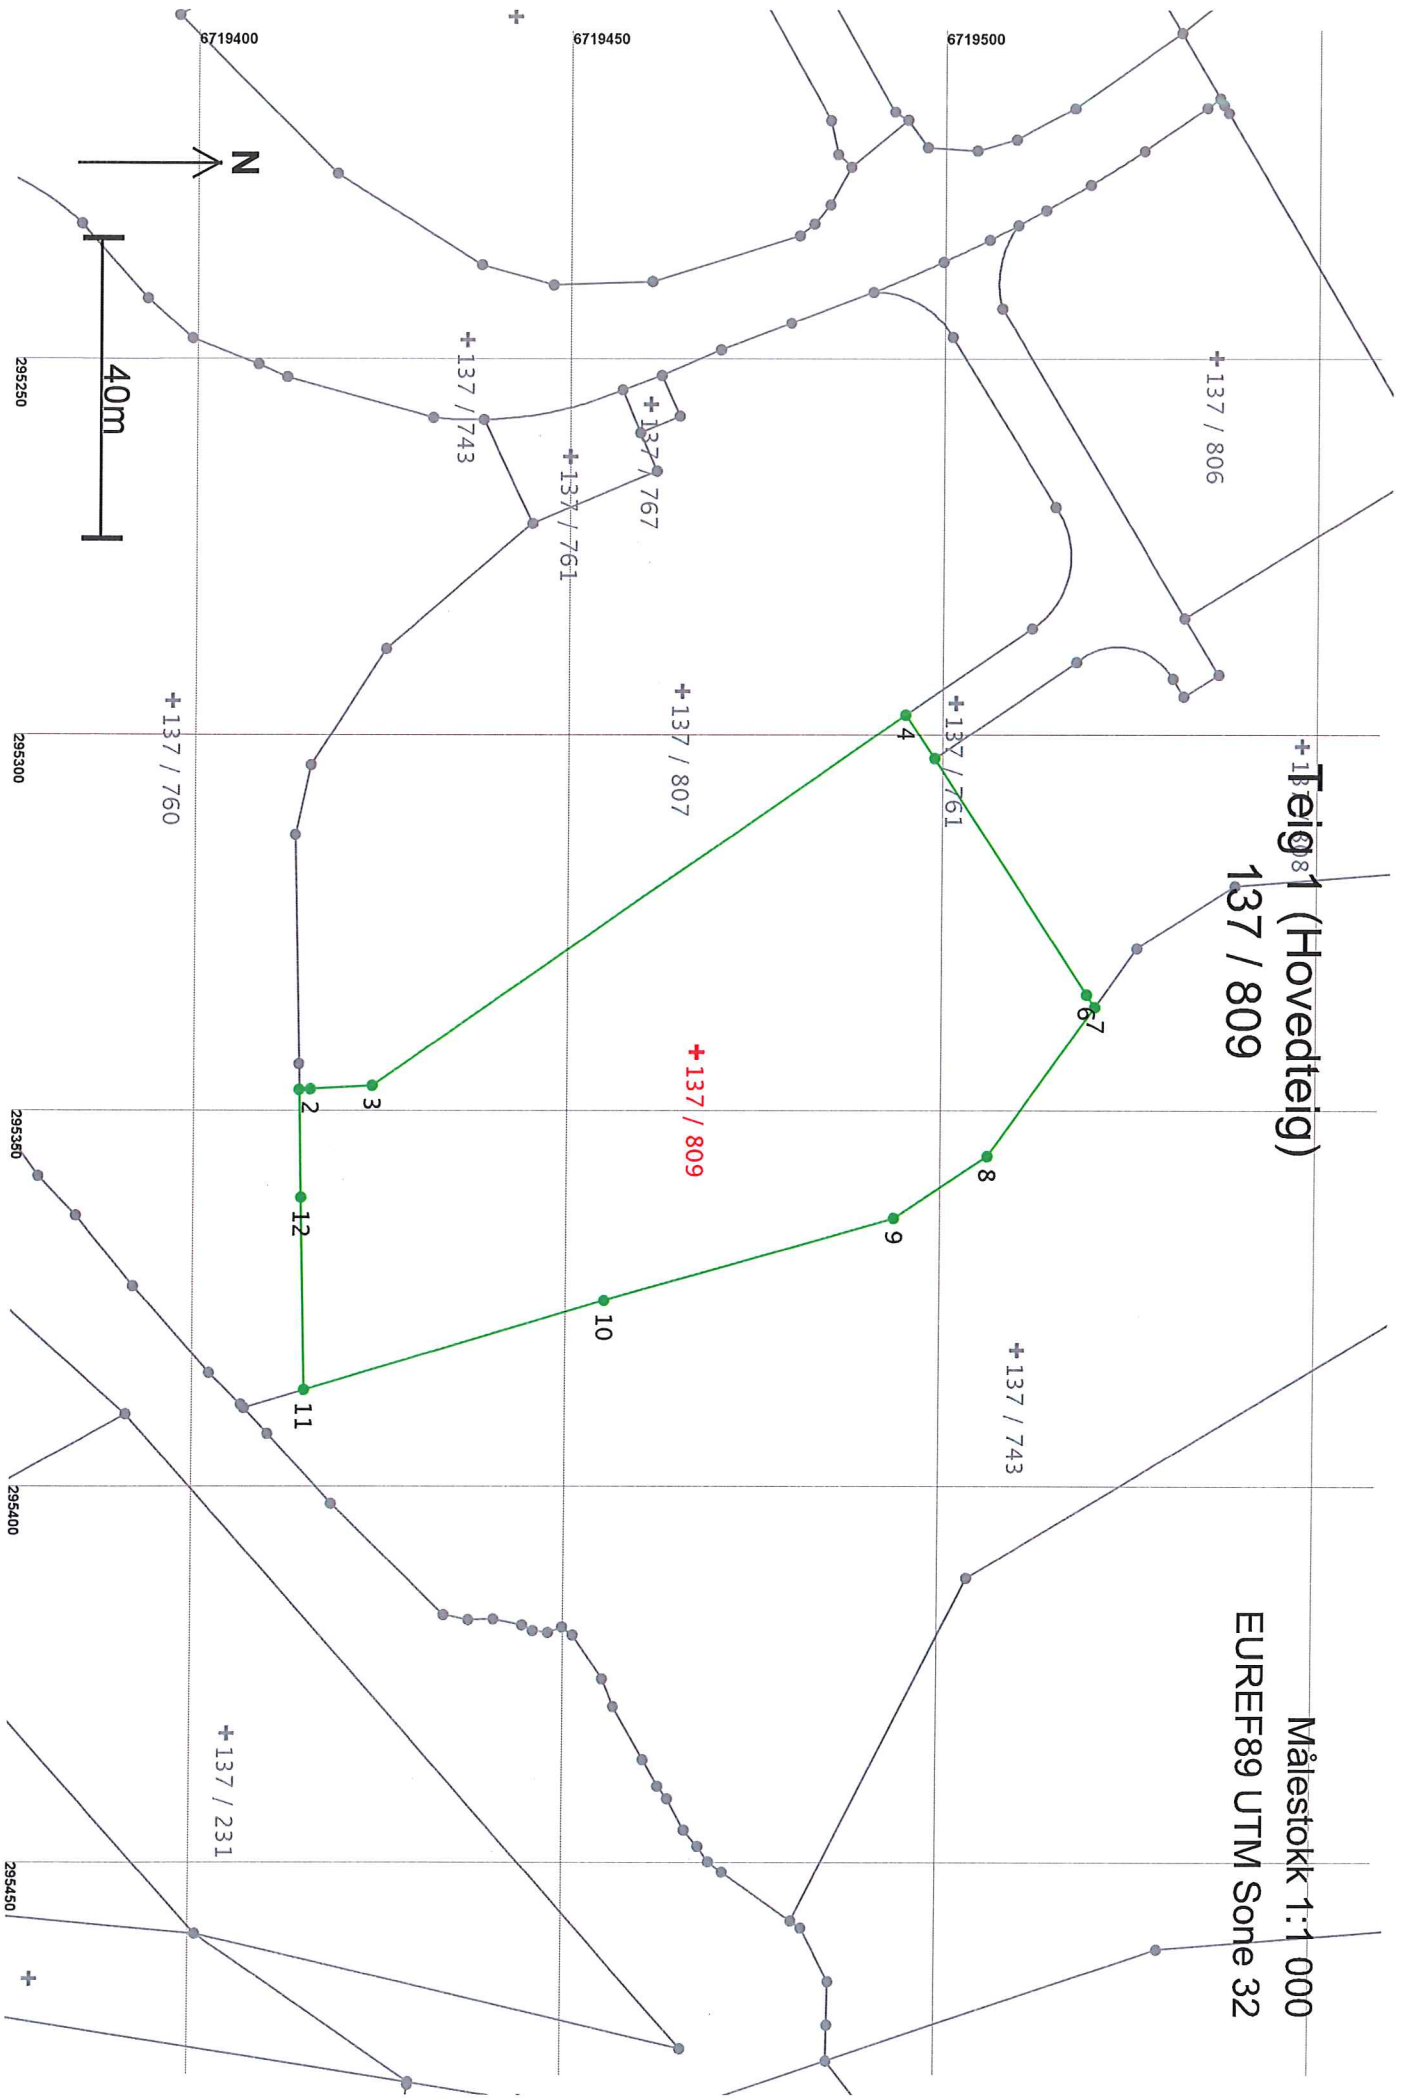 Teig 1 (Hovedteig)
137 / 809
Målestokk 1:1 000
EUREF89 UTM Sone 32
6719400
6719450
6719500
N
40m
295250
295300
295350
295400
295450
137 / 743
137 / 767
137 / 761
137 / 806
137 / 760
137 / 807
137 / 761
137 / 808
137 / 809
137 / 743
137 / 231
2
3
4
6
7
8
9
10
11
12